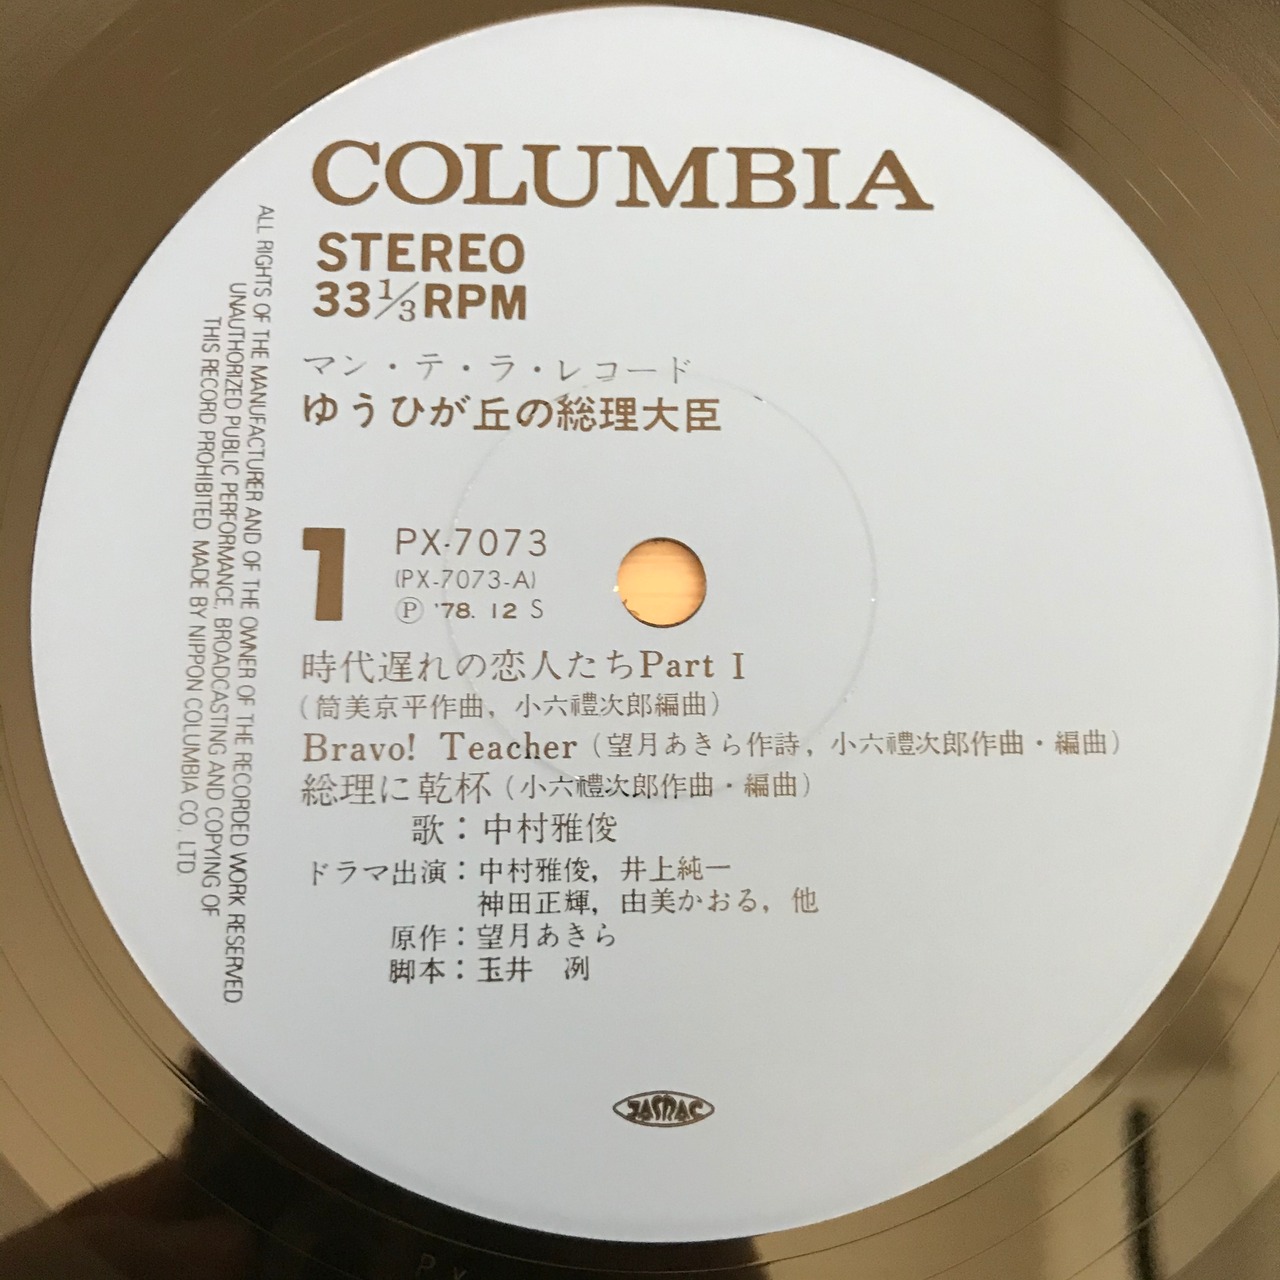 COLUMBIA
STEREO
33 1/3 RPM
マン・テ・ラ・レコード
ゆうひが丘の総理大臣
1
PX-7073
(PX-7073-A)
Ⓟ '78. 12 S
時代遅れの恋人たちPart I
(筒美京平作曲, 小六禮次郎編曲)
Bravo! Teacher (望月あきら作詩, 小六禮次郎作曲・編曲)
総理に乾杯 (小六禮次郎作曲・編曲)
歌：中村雅俊
ドラマ出演：中村雅俊, 井上純一
神田正輝, 由美かおる, 他
原作：望月あきら
脚本：玉井 冽
JASRAC
ALL RIGHTS OF THE MANUFACTURER AND OF THE OWNER OF THE RECORDED WORK RESERVED
UNAUTHORIZED PUBLIC PERFORMANCE, BROADCASTING AND COPYING OF
THIS RECORD PROHIBITED MADE BY NIPPON COLUMBIA CO., LTD